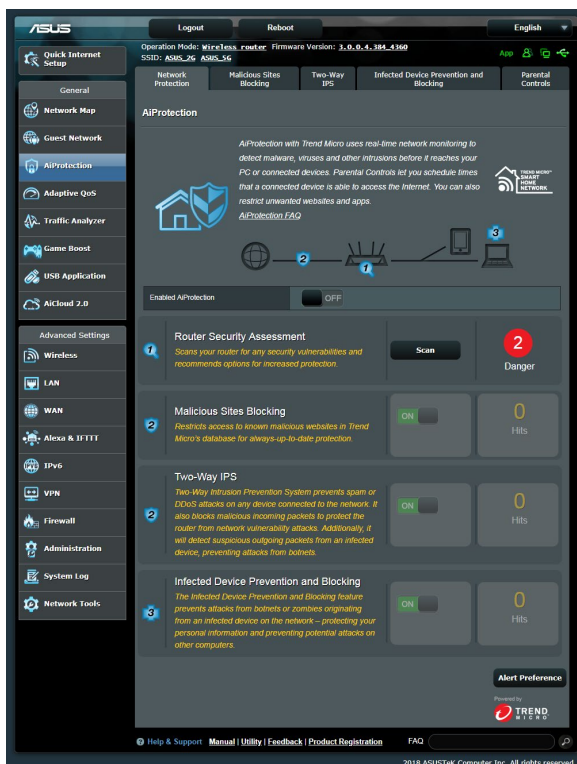 ASUS
Logout
Reboot
English
Quick Internet
Setup
Operation Mode: Wireless router Firmware Version: 3.0.0.4.384_4360
SSID: ASUS_2G ASUS_5G
App
General
Network Map
Guest Network
AiProtection
Adaptive QoS
Traffic Analyzer
Game Boost
USB Application
AiCloud 2.0
Advanced Settings
Wireless
LAN
WAN
Alexa & IFTTT
IPv6
VPN
Firewall
Administration
System Log
Network Tools
Network
Protection
Malicious Sites
Blocking
Two-Way
IPS
Infected Device Prevention and
Blocking
Parental
Controls
AiProtection
AiProtection with Trend Micro uses real-time network monitoring to
detect malware, viruses and other intrusions before it reaches your
PC or connected devices. Parental Controls let you schedule times
that a connected device is able to access the Internet. You can also
restrict unwanted websites and apps.
AiProtection FAQ
TREND MICRO™
SMART
HOME
NETWORK
3
2
1
Enabled AiProtection
OFF
1
Router Security Assessment
Scans your router for any security vulnerabilities and
recommends options for increased protection.
Scan
2
Danger
2
Malicious Sites Blocking
Restricts access to known malicious websites in Trend
Micro's database for always-up-to-date protection.
ON
0
Hits
2
Two-Way IPS
Two-Way Intrusion Prevention System prevents spam or
DDoS attacks on any device connected to the network. It
also blocks malicious incoming packets to protect the
router from network vulnerability attacks. Additionally, it
will detect suspicious outgoing packets from an infected
device, preventing attacks from botnets.
ON
0
Hits
3
Infected Device Prevention and Blocking
The Infected Device Prevention and Blocking feature
prevents attacks from botnets or zombies originating
from an infected device on the network – protecting your
personal information and preventing potential attacks on
other computers.
ON
0
Hits
Alert Preference
Powered by
TREND
MICRO
Help & Support Manual | Utility | Feedback | Product Registration FAQ
2018 ASUSTeK Computer Inc. All rights reserved